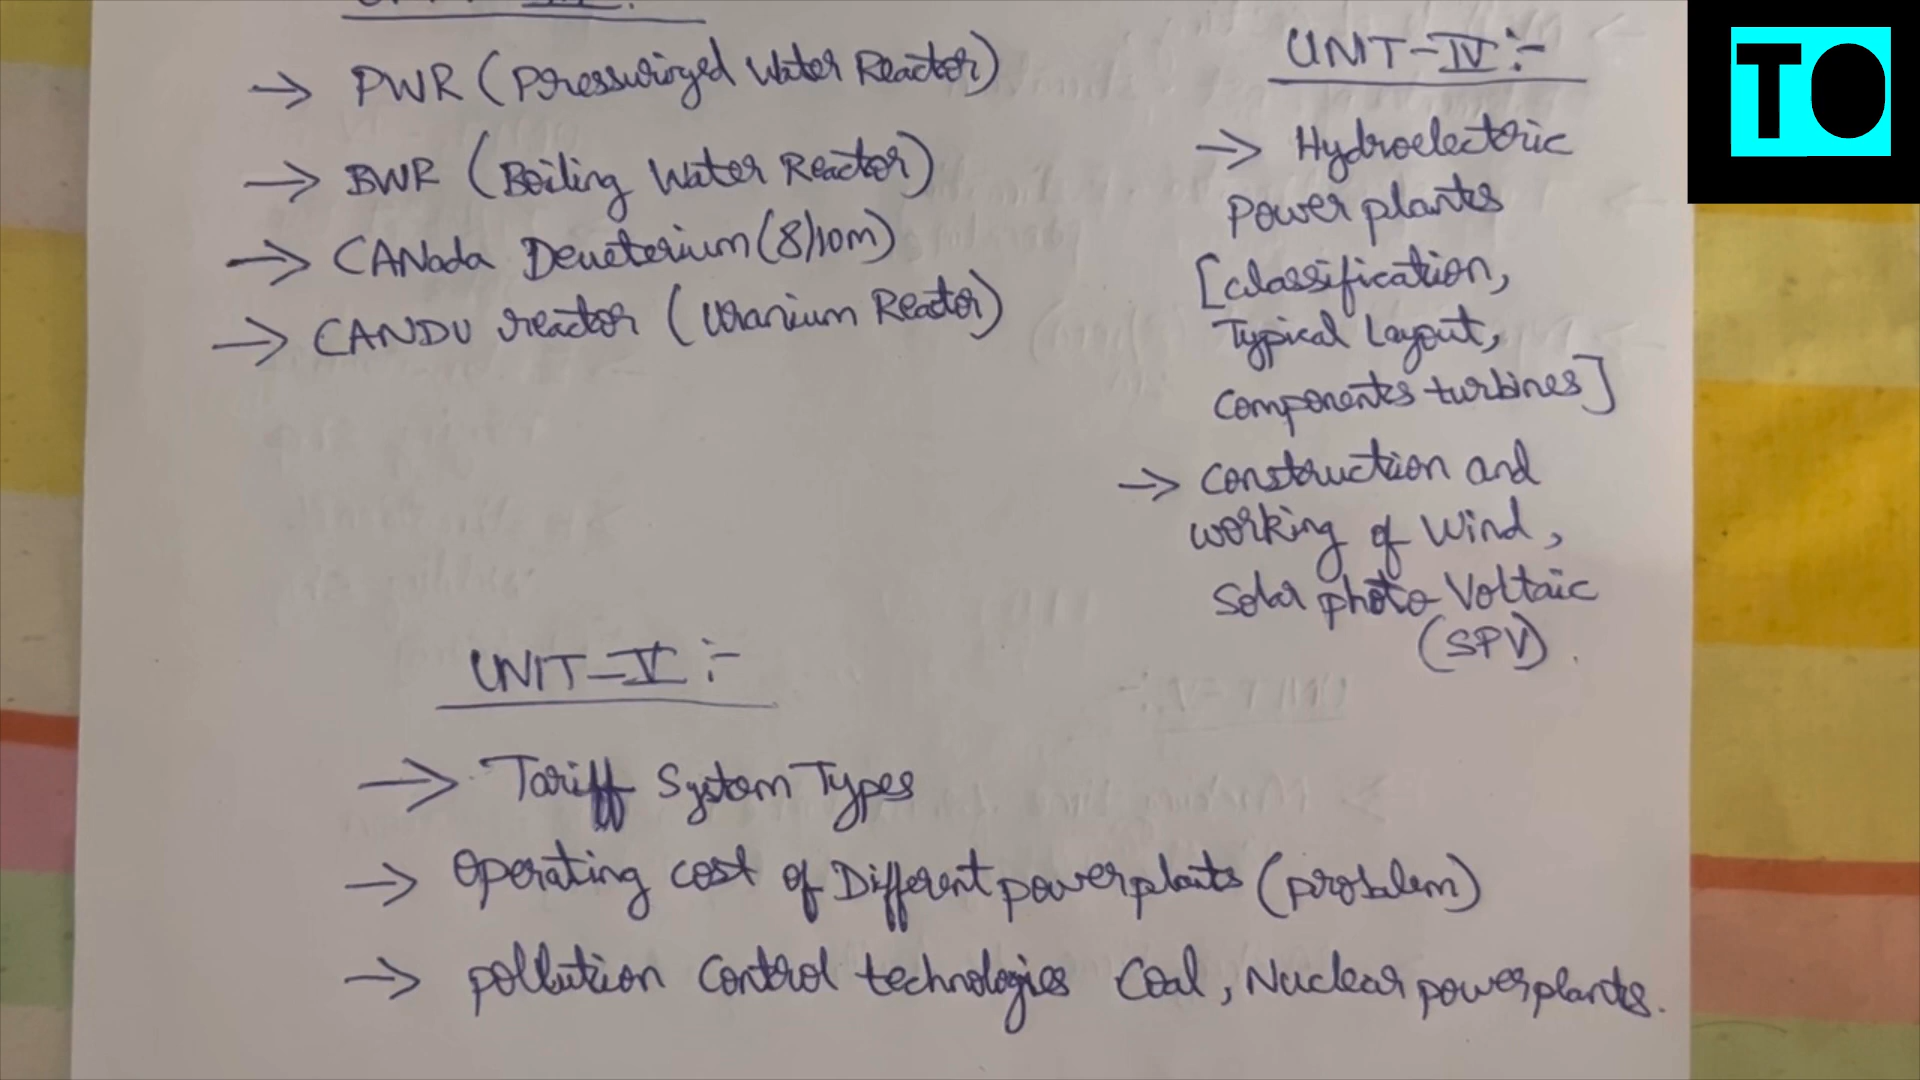 → PWR (Pressurized Water Reactor)
→ BWR (Boiling Water Reactor)
→ CANada Deueterium (8/10m)
→ CANDU reactor (Uranium Reactor)
UNIT-IV:-
→ Hydroelectric
Power plants
[classification,
Typical Layout,
Components turbines]
→ Construction and
working of Wind,
Solar photo Voltaic
(SPV).
UNIT-V:-
→ Tariff System Types
→ Operating cost of Different powerplants (problem)
→ pollution control technologies Coal, Nuclear powerplants.
TO